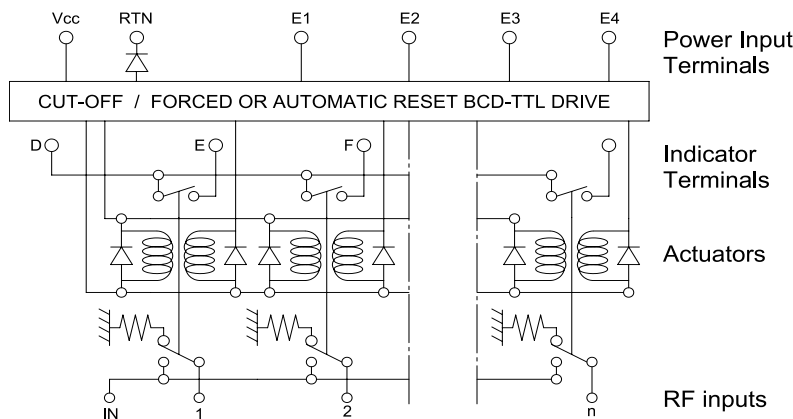 Vcc RTN E1 E2 E3 E4
Power Input
Terminals
CUT-OFF / FORCED OR AUTOMATIC RESET BCD-TTL DRIVE
D E F
Indicator
Terminals
Actuators
IN 1 2 n
RF inputs